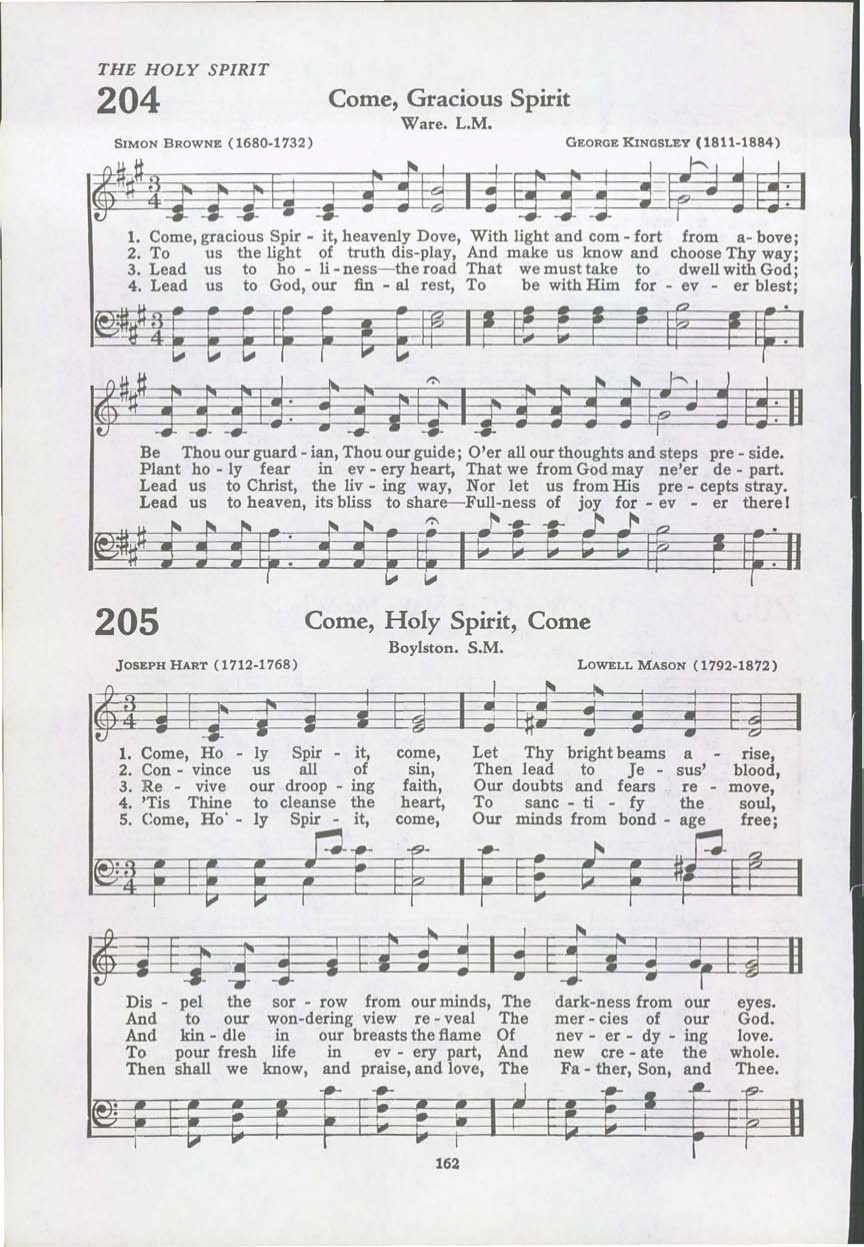 THE HOLY SPIRIT
204 Come, Gracious Spirit
Ware. L.M.
SIMON BROWNE (1680-1732) GEORGE KINGSLEY (1811-1884)
1. Come, gracious Spir - it, heavenly Dove, With light and com - fort from a - bove;
2. To us the light of truth dis-play, And make us know and choose Thy way;
3. Lead us to ho - li - ness—the road That we must take to dwell with God;
4. Lead us to God, our fin - al rest, To be with Him for - ev - er blest;
Be Thou our guard - ian, Thou our guide; O'er all our thoughts and steps pre - side.
Plant ho - ly fear in ev - ery heart, That we from God may ne'er de - part.
Lead us to Christ, the liv - ing way, Nor let us from His pre - cepts stray.
Lead us to heaven, its bliss to share—Full-ness of joy for - ev - er there!
205 Come, Holy Spirit, Come
Boylston. S.M.
JOSEPH HART (1712-1768) LOWELL MASON (1792-1872)
1. Come, Ho - ly Spir - it, come, Let Thy bright beams a - rise,
2. Con - vince us all of sin, Then lead to Je - sus' blood,
3. Re - vive our droop - ing faith, Our doubts and fears re - move,
4. 'Tis Thine to cleanse the heart, To sanc - ti - fy the soul,
5. Come, Ho - ly Spir - it, come, Our minds from bond - age free;
Dis - pel the sor - row from our minds, The dark-ness from our eyes.
And to our won-dering view re - veal The mer - cies of our God.
And kin - dle in our breasts the flame Of nev - er - dy - ing love.
To pour fresh life in ev - ery part, And new cre - ate the whole.
Then shall we know, and praise, and love, The Fa - ther, Son, and Thee.
162